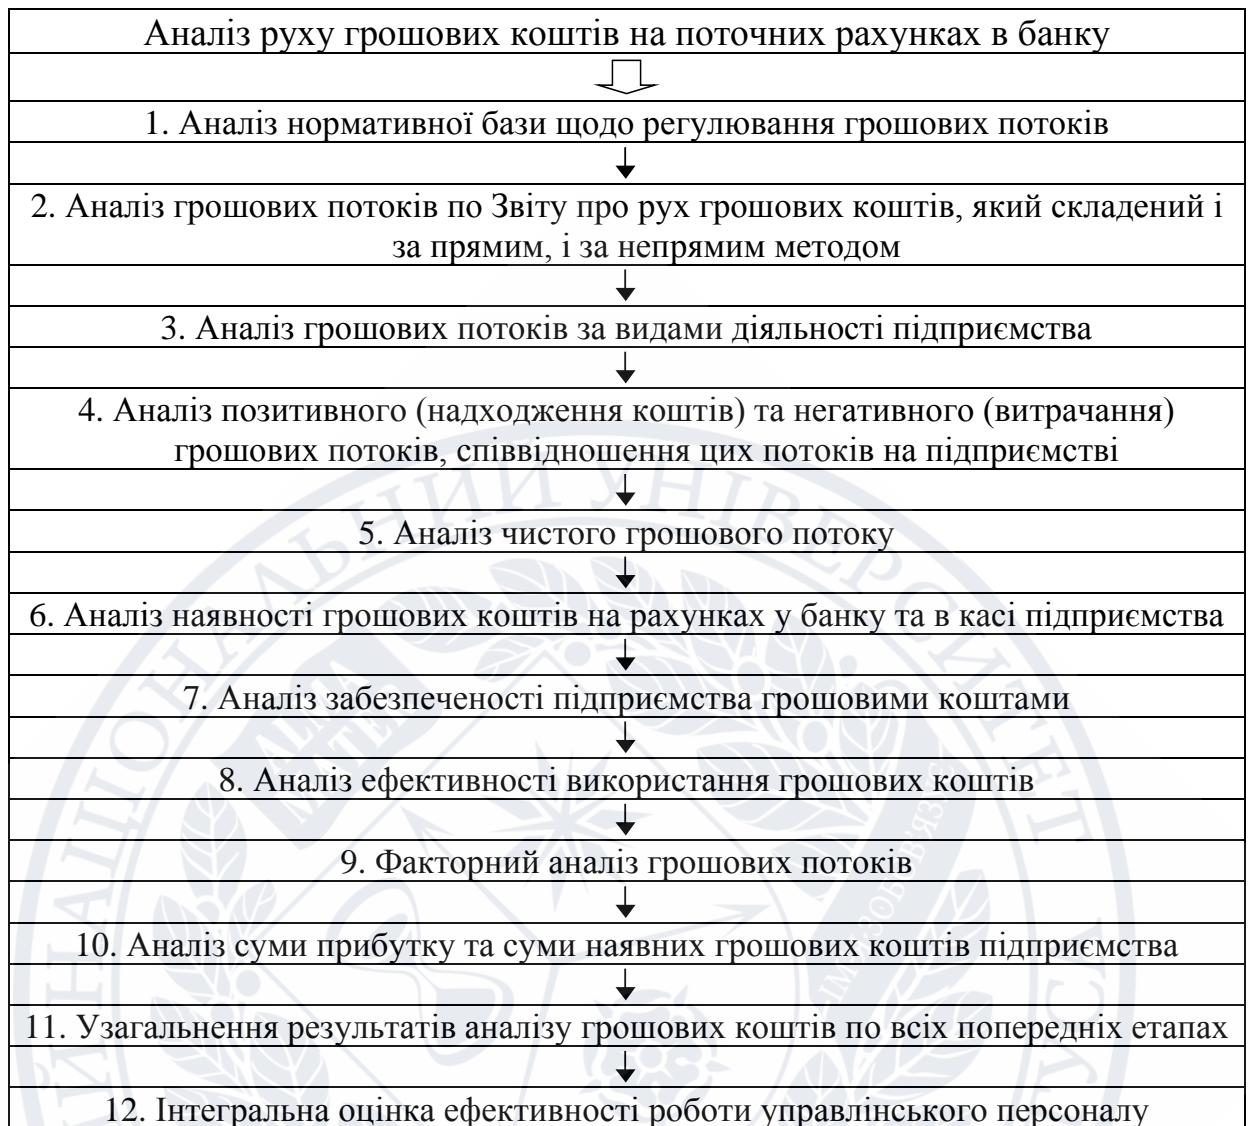 Аналіз руху грошових коштів на поточних рахунках в банку
1. Аналіз нормативної бази щодо регулювання грошових потоків
2. Аналіз грошових потоків по Звіту про рух грошових коштів, який складений і
за прямим, і за непрямим методом
3. Аналіз грошових потоків за видами діяльності підприємства
4. Аналіз позитивного (надходження коштів) та негативного (витрачання)
грошових потоків, співвідношення цих потоків на підприємстві
5. Аналіз чистого грошового потоку
6. Аналіз наявності грошових коштів на рахунках у банку та в касі підприємства
7. Аналіз забезпеченості підприємства грошовими коштами
8. Аналіз ефективності використання грошових коштів
9. Факторний аналіз грошових потоків
10. Аналіз суми прибутку та суми наявних грошових коштів підприємства
11. Узагальнення результатів аналізу грошових коштів по всіх попередніх етапах
12. Інтегральна оцінка ефективності роботи управлінського персоналу
ALMA
MATER